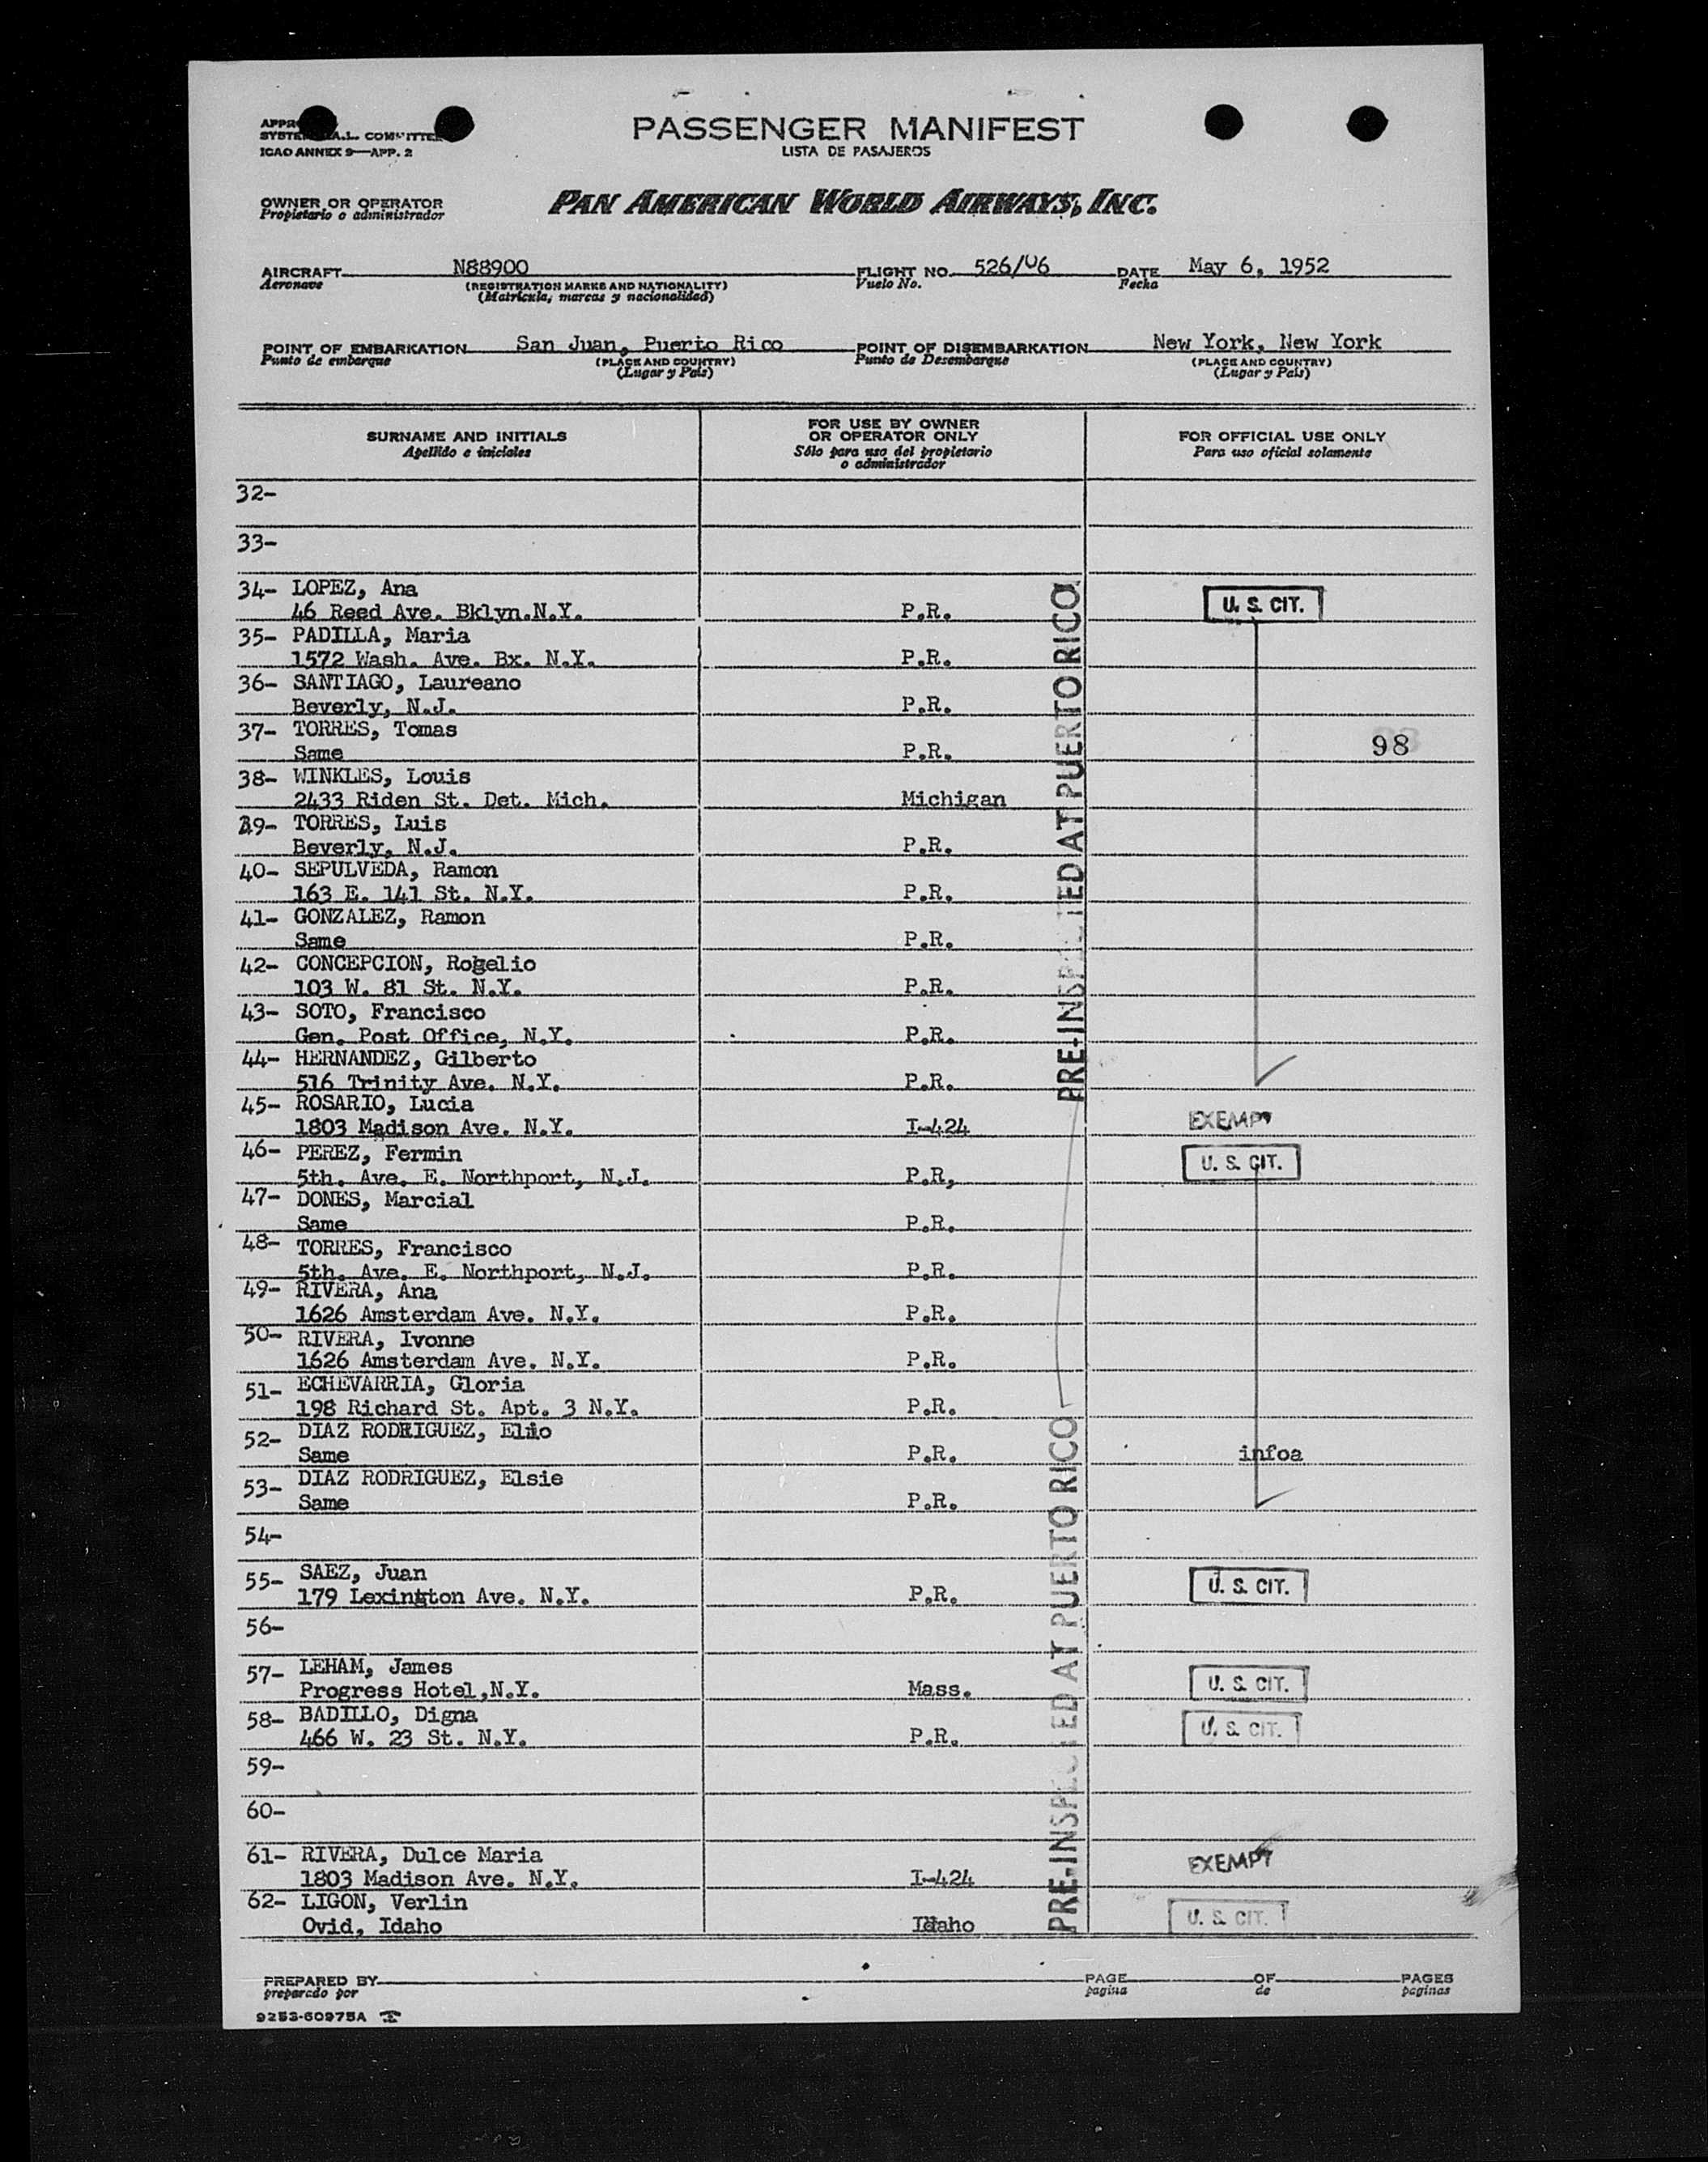 PASSENGER MANIFEST
LISTA DE PASAJEROS
A.L. COMMITTEE
ICAO ANNEX 9—APP. 2
OWNER OR OPERATOR
Propietario o administrador
PAN AMERICAN WORLD AIRWAYS, INC.
AIRCRAFT N88900 FLIGHT NO. 526/06 DATE May 6, 1952
Aeronave (REGISTRATION MARKS AND NATIONALITY) Vuelo No. Fecha
(Matrícula, marcas y nacionalidad)
POINT OF EMBARKATION San Juan, Puerto Rico POINT OF DISEMBARKATION New York, New York
Punto de embarque (PLACE AND COUNTRY) Punto de Desembarque (PLACE AND COUNTRY)
(Lugar y País) (Lugar y País)
SURNAME AND INITIALS
Apellido e iniciales
FOR USE BY OWNER
OR OPERATOR ONLY
Sólo para uso del propietario
o administrador
FOR OFFICIAL USE ONLY
Para uso oficial solamente
32-
33-
34- LOPEZ, Ana
46 Reed Ave. Bklyn.N.Y. P.R. U. S. CIT.
35- PADILLA, Maria
1572 Wash. Ave. Bx. N.Y. P.R.
36- SANTIAGO, Laureano
Beverly, N.J. P.R.
37- TORRES, Tomas
Same P.R. 98
38- WINKLES, Louis
2433 Riden St. Det. Mich. Michigan
39- TORRES, Luis
Beverly, N.J. P.R.
40- SEPULVEDA, Ramon
163 E. 141 St. N.Y. P.R.
41- GONZALEZ, Ramon
Same P.R.
42- CONCEPCION, Rogelio
103 W. 81 St. N.Y. P.R.
43- SOTO, Francisco
Gen. Post Office, N.Y. P.R.
44- HERNANDEZ, Gilberto
516 Trinity Ave. N.Y. P.R.
PRE-INSPECTED AT PUERTO RICO
45- ROSARIO, Lucia
1803 Madison Ave. N.Y. I-424 EXEMPT
46- PEREZ, Fermin
5th. Ave. E. Northport, N.J. P.R, U. S. CIT.
47- DONES, Marcial
Same P.R.
48- TORRES, Francisco
5th. Ave. E. Northport, N.J. P.R.
49- RIVERA, Ana
1626 Amsterdam Ave. N.Y. P.R.
50- RIVERA, Ivonne
1626 Amsterdam Ave. N.Y. P.R.
51- ECHEVARRIA, Gloria
198 Richard St. Apt. 3 N.Y. P.R.
52- DIAZ RODRIGUEZ, Elio
Same P.R. infoa
53- DIAZ RODRIGUEZ, Elsie
Same P.R.
54-
55- SAEZ, Juan
179 Lexington Ave. N.Y. P.R. U. S. CIT.
56-
57- LEHAM, James
Progress Hotel,N.Y. Mass. U. S. CIT.
58- BADILLO, Digna
466 W. 23 St. N.Y. P.R. U. S. CIT.
59-
60-
61- RIVERA, Dulce Maria
1803 Madison Ave. N.Y. I-424 EXEMPT
62- LIGON, Verlin
Ovid, Idaho Idaho U. S. CIT.
PRE-INSPECTED AT PUERTO RICO
PREPARED BY PAGE OF PAGES
preparado por pagina de paginas
9253-60975A